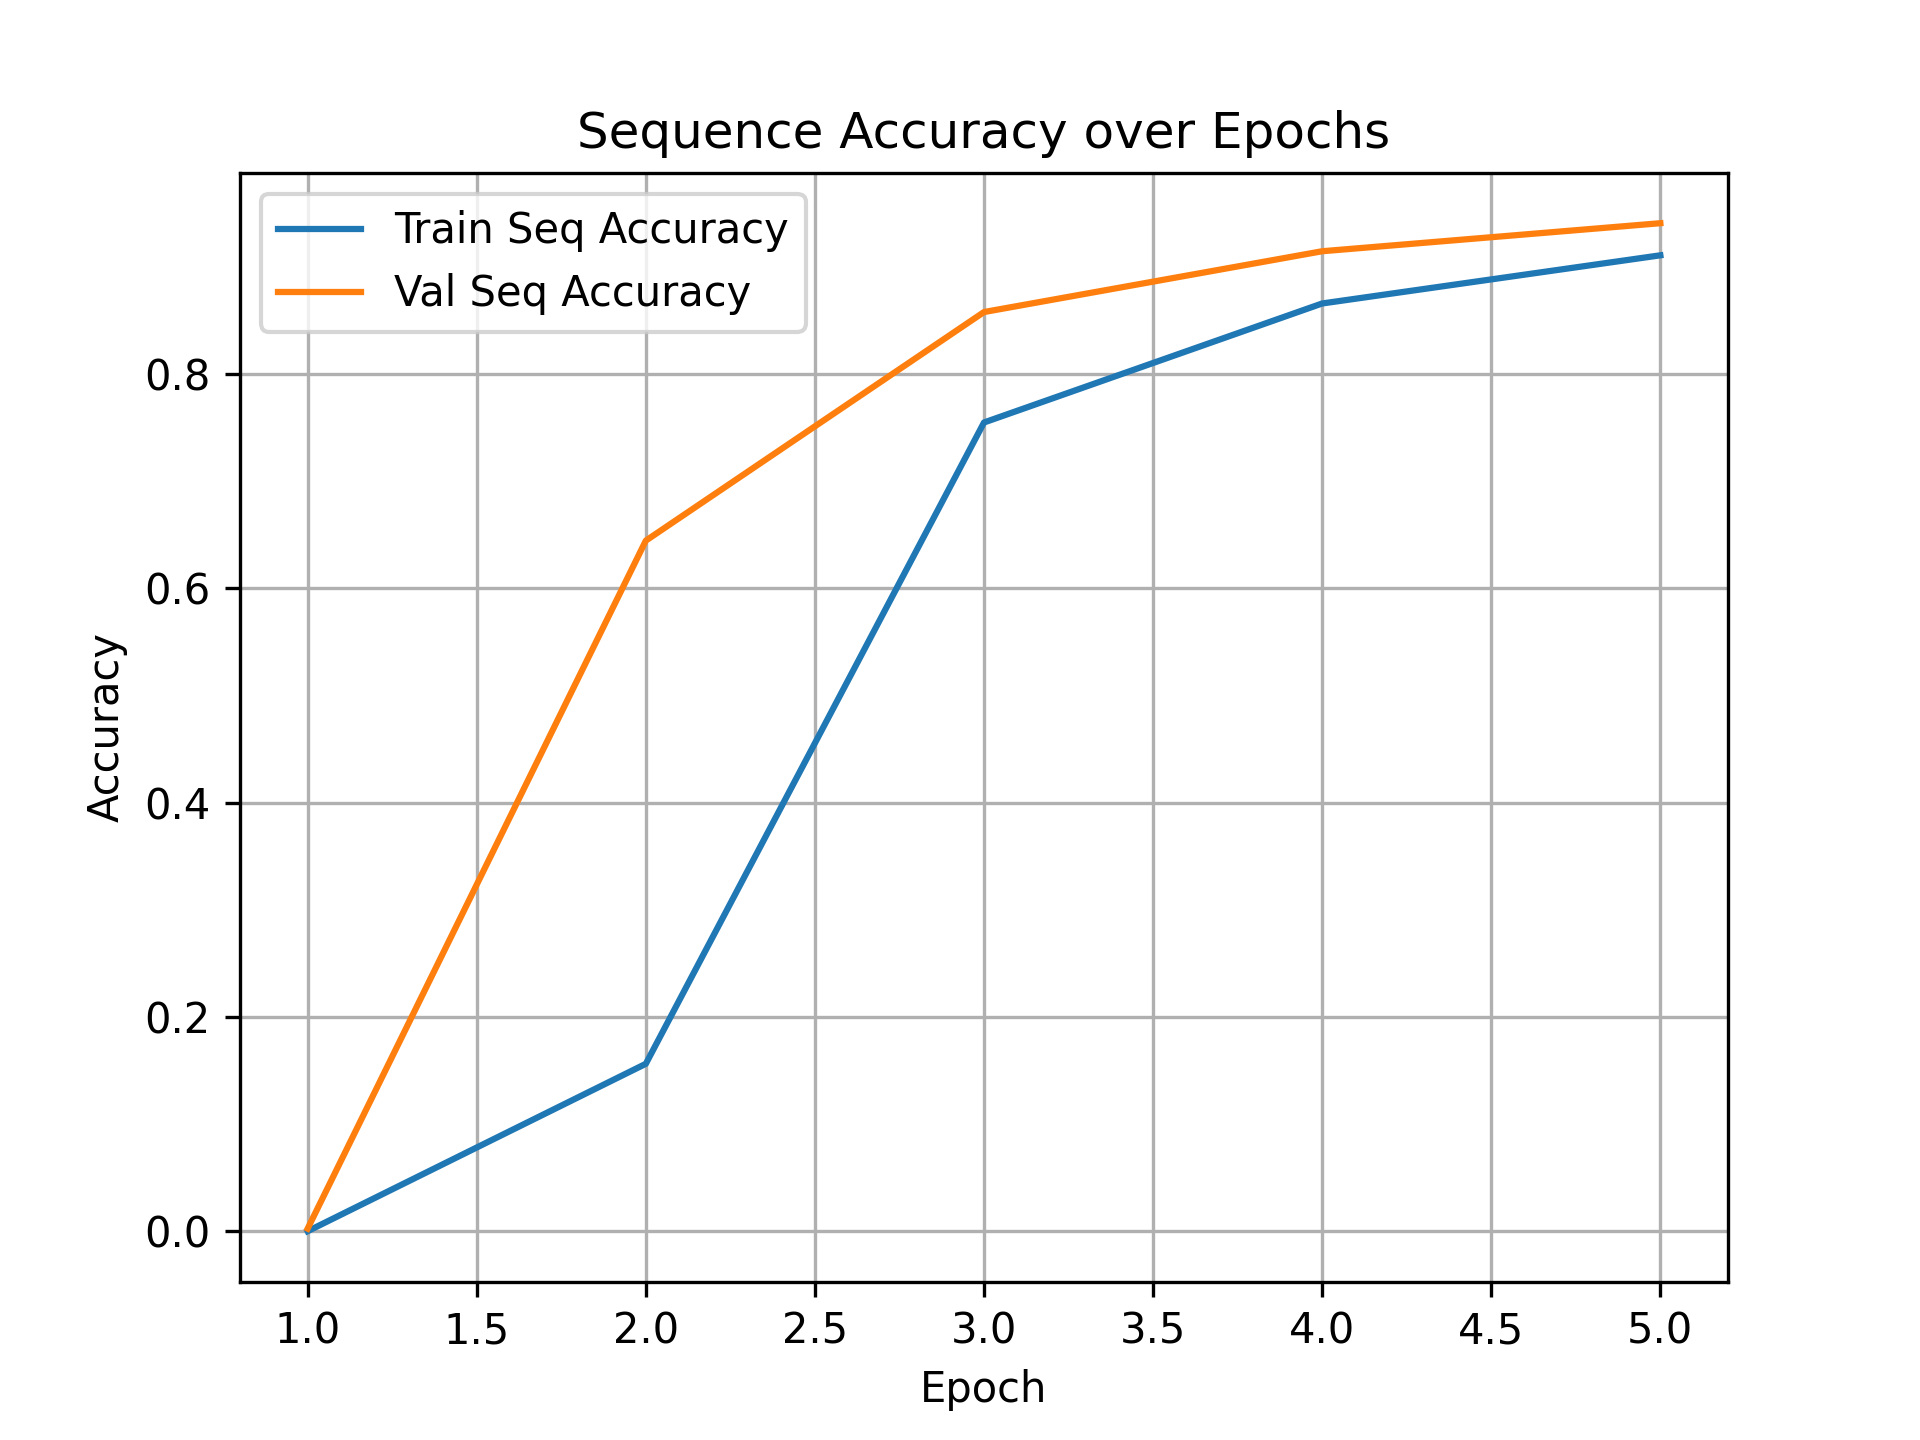 Sequence Accuracy over Epochs
Train Seq Accuracy
Val Seq Accuracy
Accuracy
0.8
0.6
0.4
0.2
0.0
1.0 1.5 2.0 2.5 3.0 3.5 4.0 4.5 5.0
Epoch